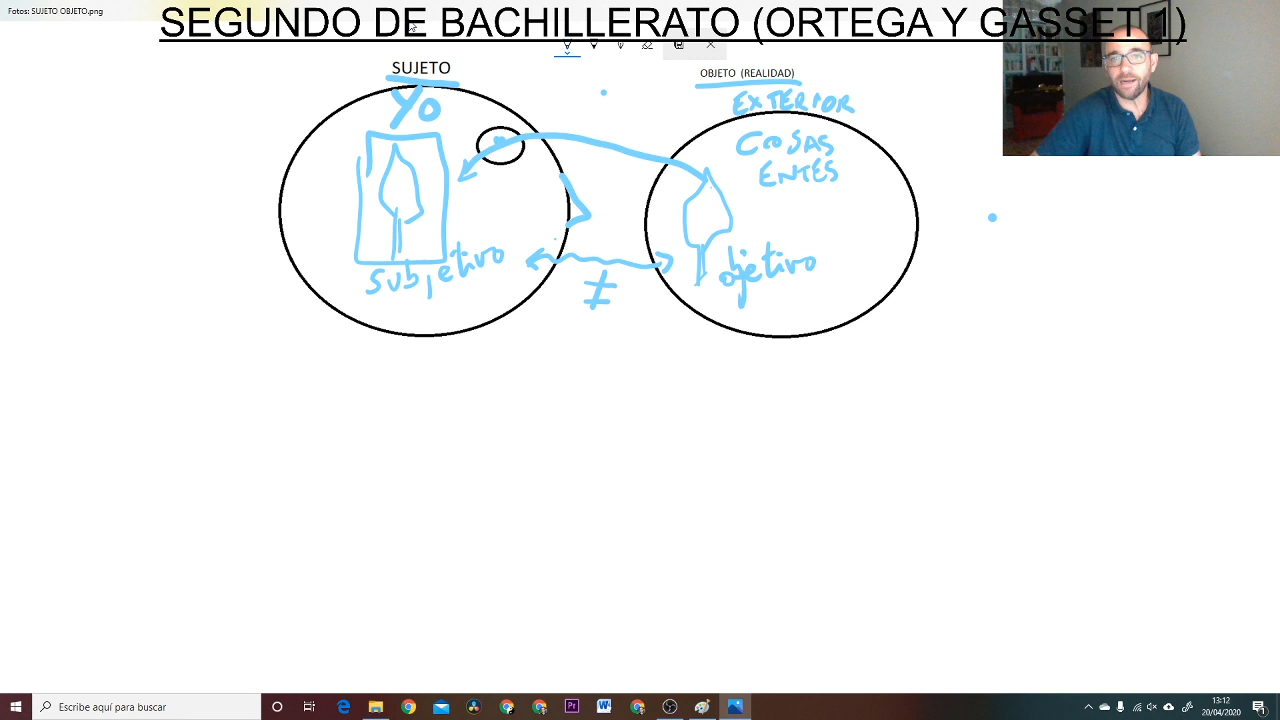 Fotos: SUJETO OBJETO.png
SEGUNDO DE BACHILLERATO (ORTEGA Y GASSET 1)
SUJETO
YO
subjetivo
≠
OBJETO (REALIDAD)
EXTERIOR
COSAS
ENTES
objetivo
Escribe aquí para buscar
13:12
20/04/2020